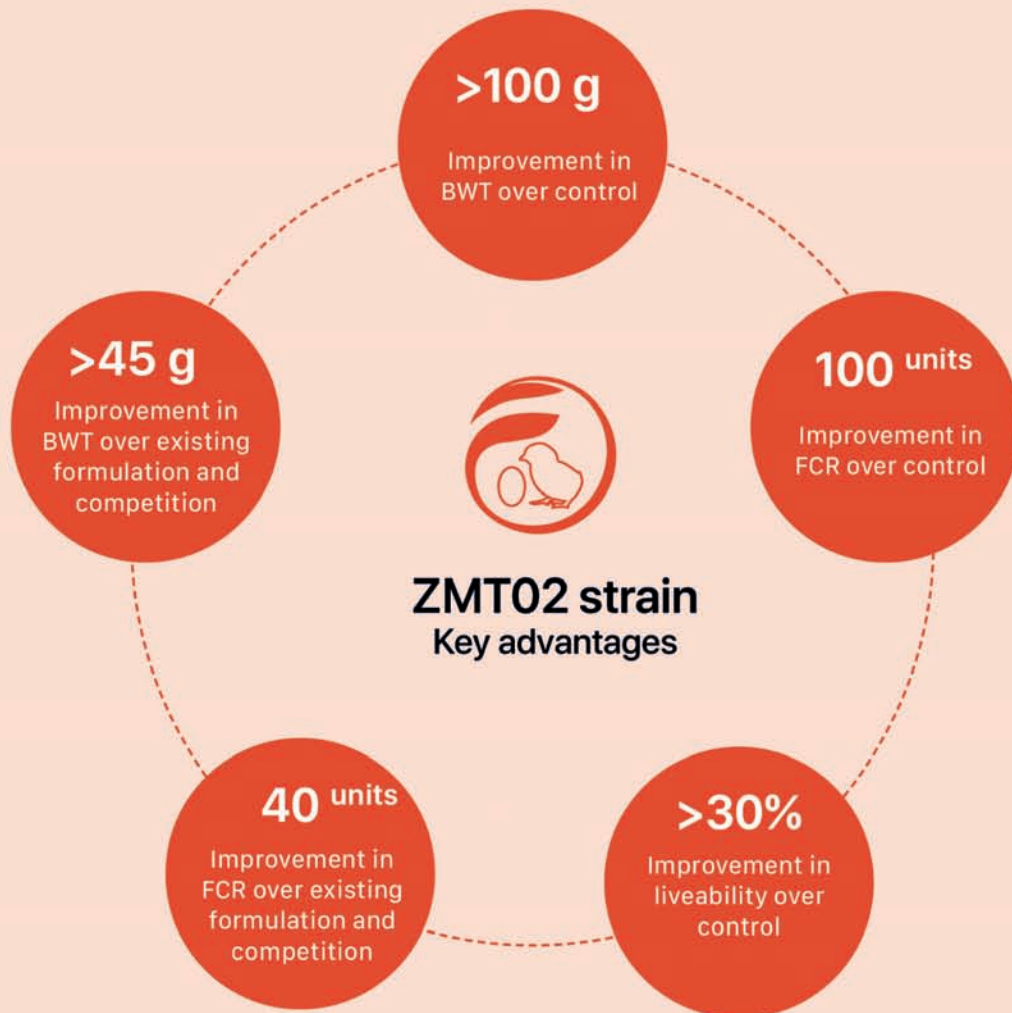 >100 g
Improvement in
BWT over control
100 units
Improvement in
FCR over control
>30%
Improvement in
liveability over
control
40 units
Improvement in
FCR over existing
formulation and
competition
>45 g
Improvement in
BWT over existing
formulation and
competition
ZMT02 strain
Key advantages